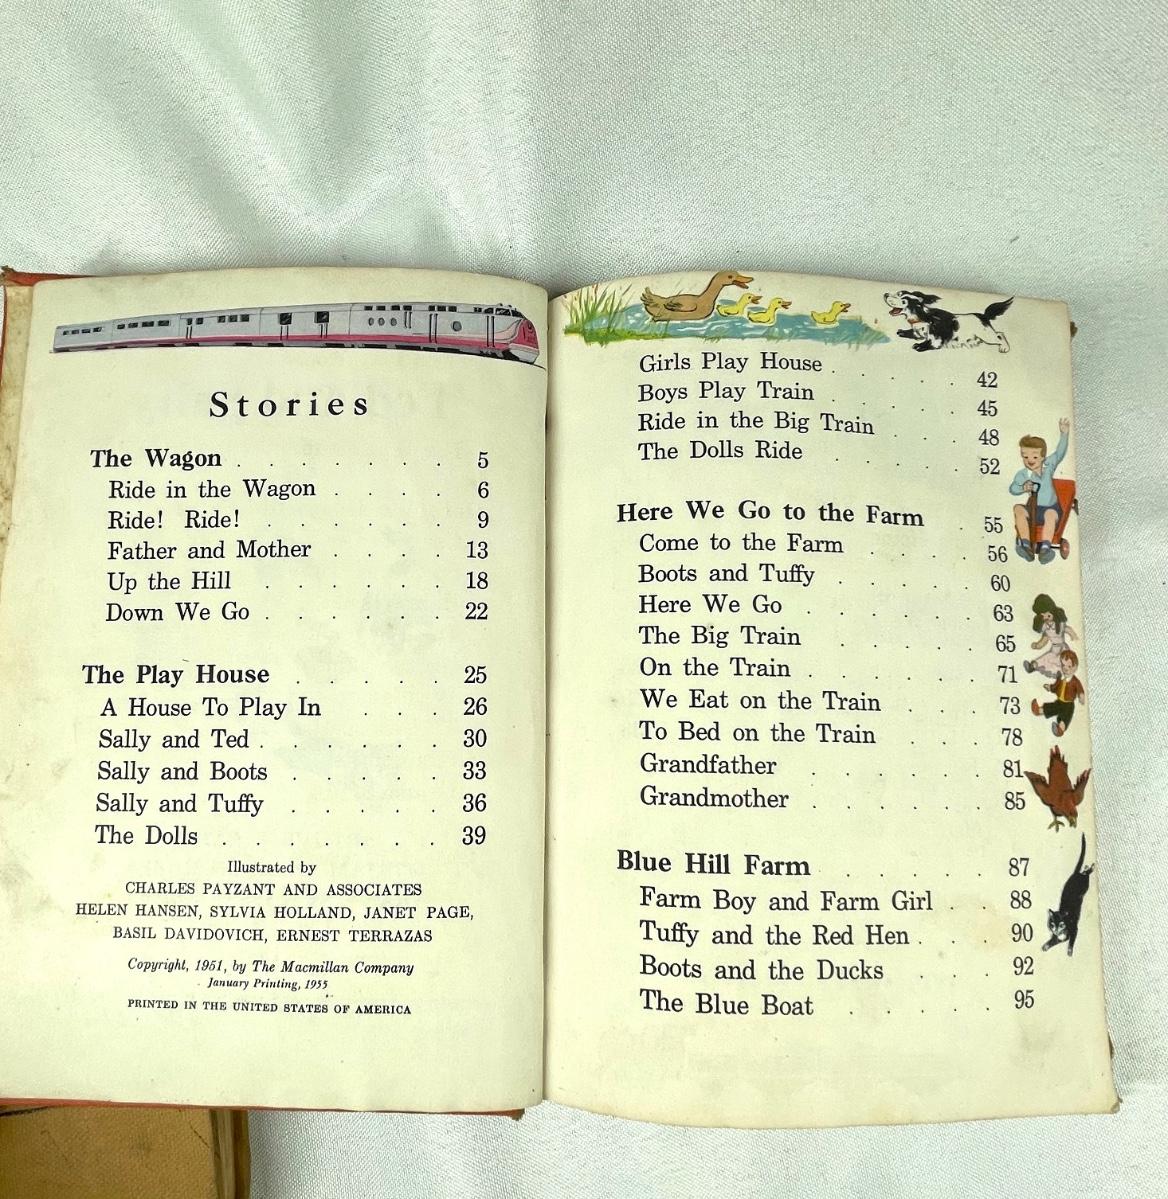 Stories
The Wagon . . . . . . . 5
Ride in the Wagon . . . . 6
Ride! Ride! . . . . . . 9
Father and Mother . . . . 13
Up the Hill . . . . . . 18
Down We Go . . . . . . 22
The Play House . . . . . 25
A House To Play In . . . 26
Sally and Ted . . . . . . 30
Sally and Boots . . . . . 33
Sally and Tuffy . . . . . 36
The Dolls . . . . . . . 39
Illustrated by
CHARLES PAYZANT AND ASSOCIATES
HELEN HANSEN, SYLVIA HOLLAND, JANET PAGE,
BASIL DAVIDOVICH, ERNEST TERRAZAS
Copyright, 1951, by The Macmillan Company
January Printing, 1955
PRINTED IN THE UNITED STATES OF AMERICA
Girls Play House . . . . . 42
Boys Play Train . . . . . 45
Ride in the Big Train . . . 48
The Dolls Ride . . . . . 52
Here We Go to the Farm . 55
Come to the Farm . . . . 56
Boots and Tuffy . . . . . 60
Here We Go . . . . . . 63
The Big Train . . . . . 65
On the Train . . . . . . 71
We Eat on the Train . . . 73
To Bed on the Train . . . 78
Grandfather . . . . . . 81
Grandmother . . . . . . 85
Blue Hill Farm . . . . . 87
Farm Boy and Farm Girl . . 88
Tuffy and the Red Hen . . . 90
Boots and the Ducks . . . 92
The Blue Boat . . . . . 95